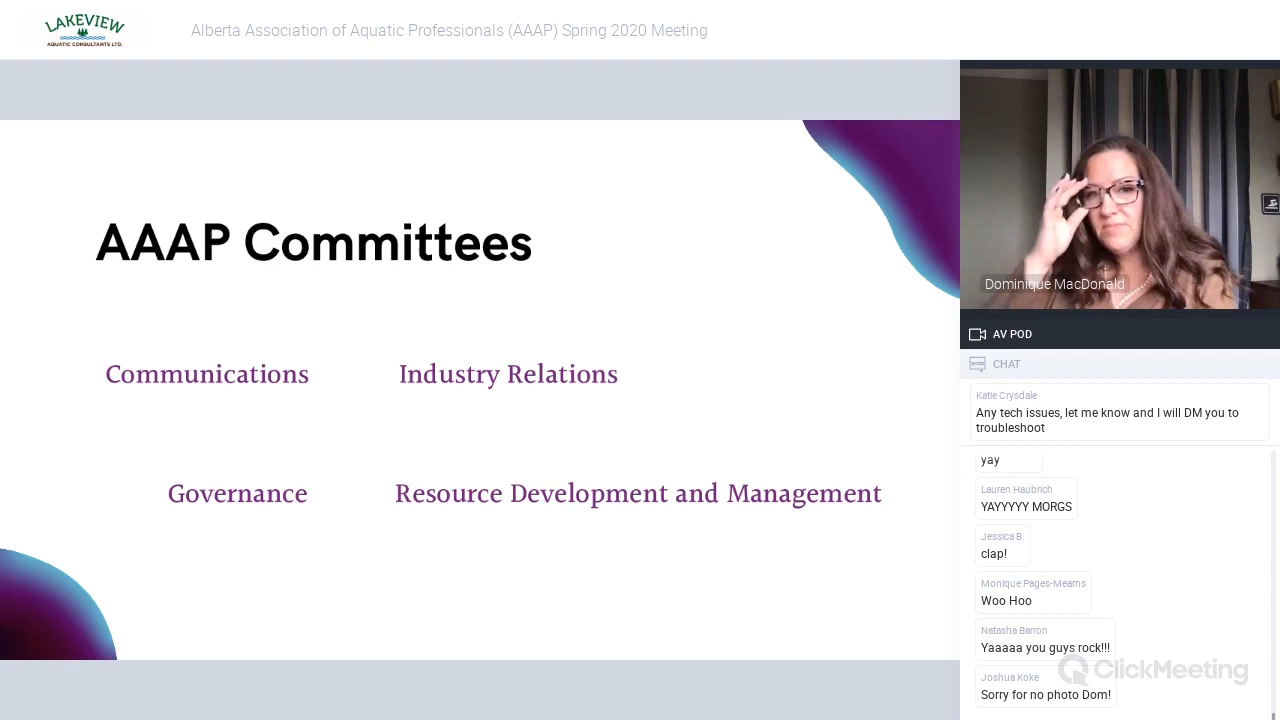 LAKEVIEW
AQUATIC CONSULTANTS LTD.
Alberta Association of Aquatic Professionals (AAAP) Spring 2020 Meeting
AAAP Committees
Communications
Industry Relations
Governance
Resource Development and Management
Dominique MacDonald
AV POD
CHAT
Katie Crysdale
Any tech issues, let me know and I will DM you to
troubleshoot
yay
Lauren Haubrich
YAYYYYY MORGS
Jessica B.
clap!
Monique Pages-Mearns
Woo Hoo
Natasha Barron
Yaaaaa you guys rock!!!
Joshua Koke
Sorry for no photo Dom!
ClickMeeting